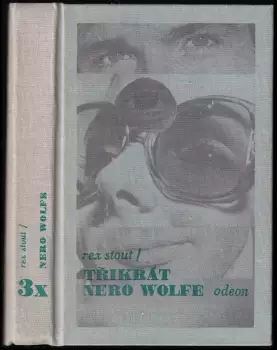 rex stout /
NERO WOLFE
3x
rex stout /
TŘIKRÁT
NERO WOLFE odeon